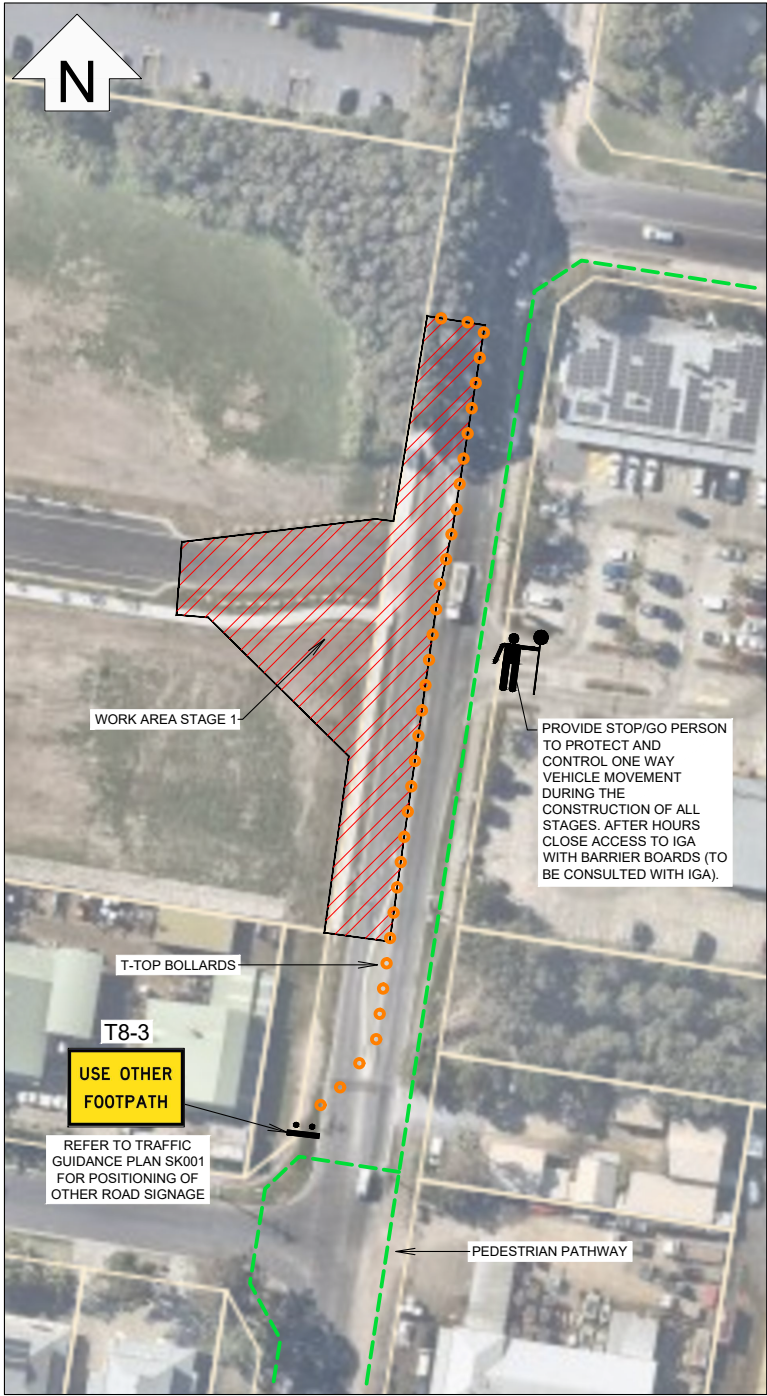 N
WORK AREA STAGE 1
PROVIDE STOP/GO PERSON
TO PROTECT AND
CONTROL ONE WAY
VEHICLE MOVEMENT
DURING THE
CONSTRUCTION OF ALL
STAGES. AFTER HOURS
CLOSE ACCESS TO IGA
WITH BARRIER BOARDS (TO
BE CONSULTED WITH IGA).
T-TOP BOLLARDS
T8-3
USE OTHER
FOOTPATH
REFER TO TRAFFIC
GUIDANCE PLAN SK001
FOR POSITIONING OF
OTHER ROAD SIGNAGE
PEDESTRIAN PATHWAY